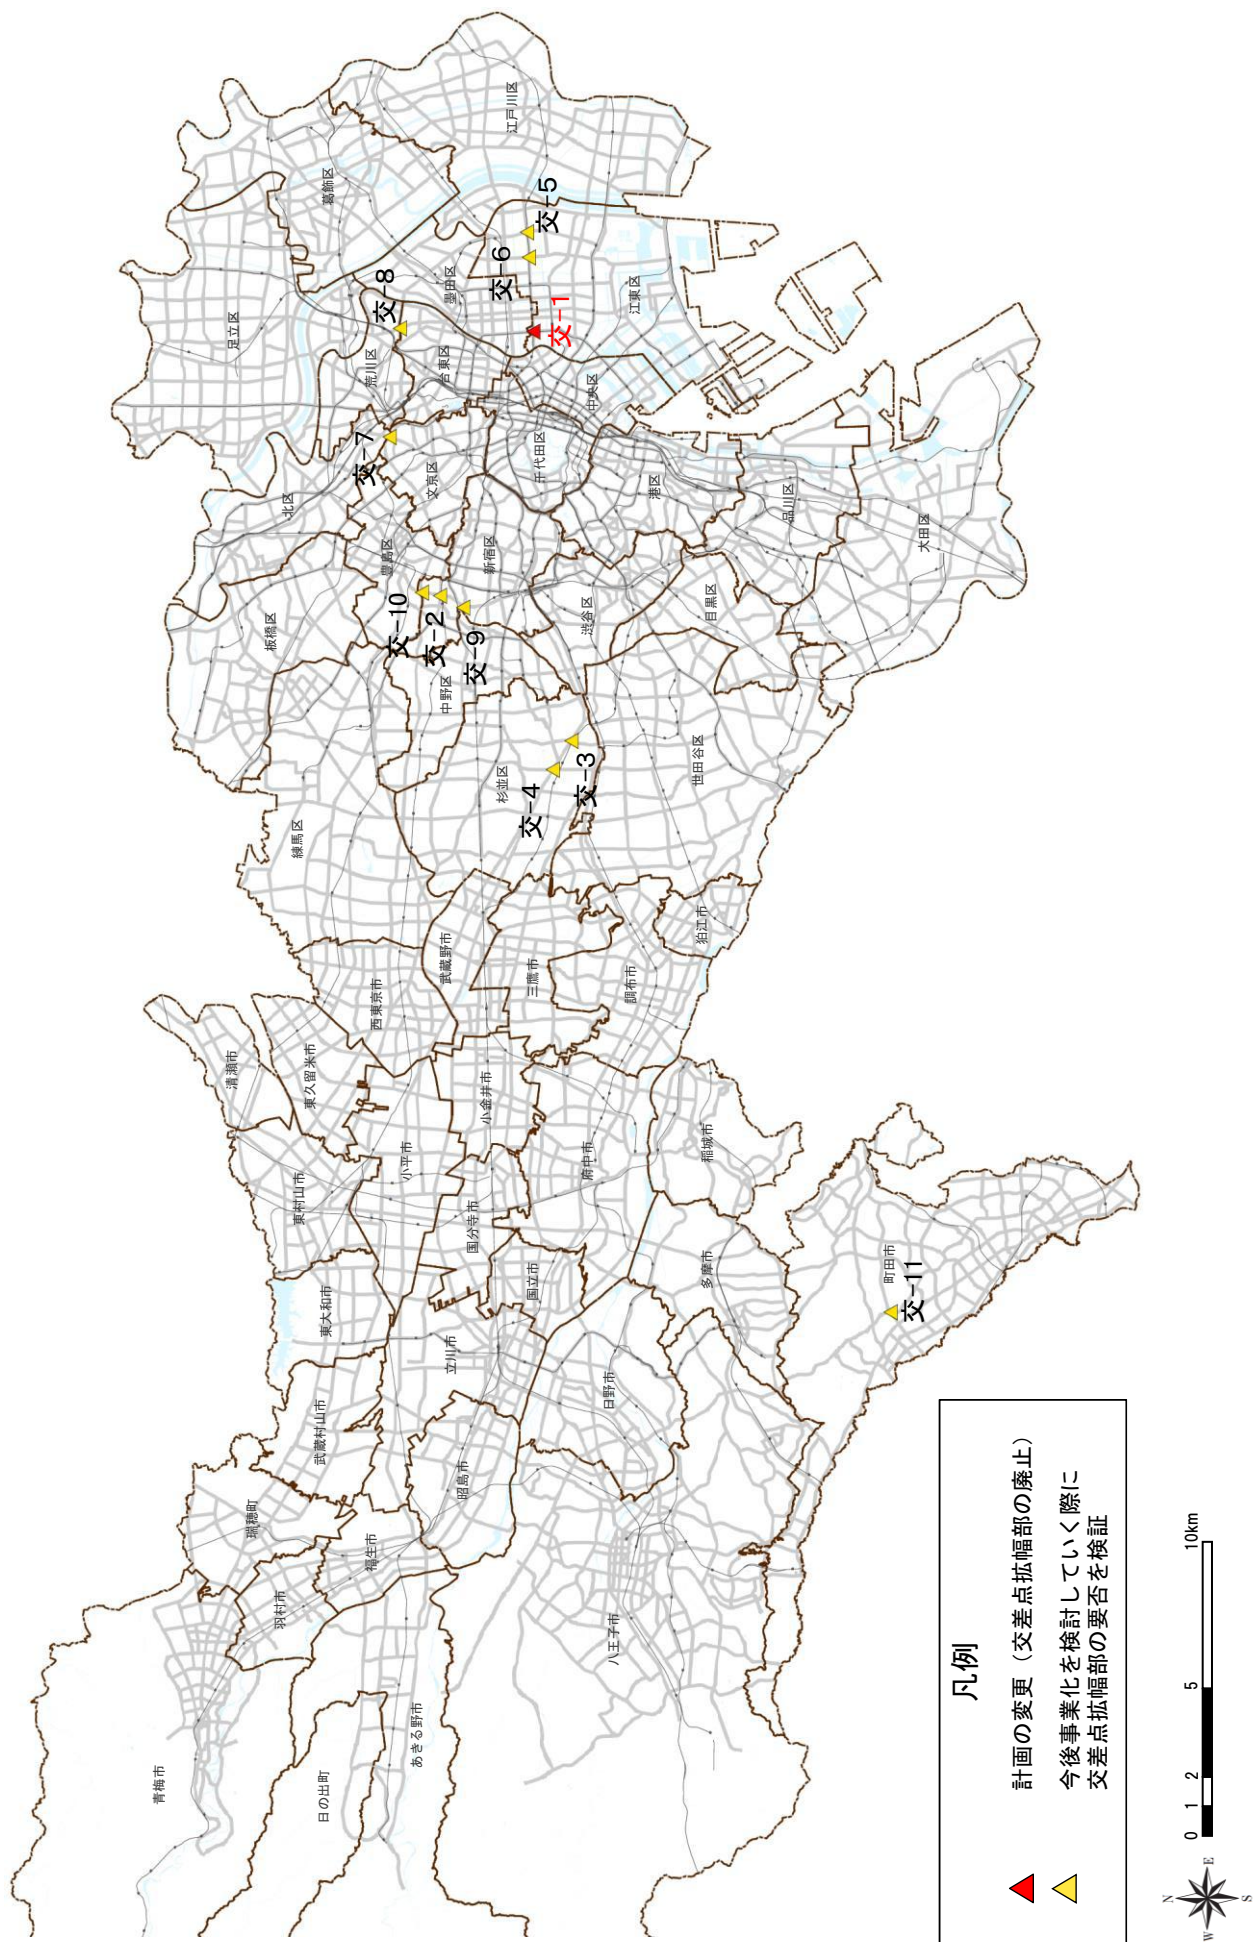 江戸川区
葛飾区
足立区
墨田区
荒川区
台東区
江東区
中央区
千代田区
文京区
北区
港区
品川区
大田区
豊島区
新宿区
渋谷区
目黒区
板橋区
中野区
杉並区
世田谷区
練馬区
武蔵野市
三鷹市
狛江市
調布市
西東京市
清瀬市
東久留米市
小金井市
小平市
府中市
稲城市
東村山市
国分寺市
国立市
多摩市
町田市
東大和市
立川市
日野市
武蔵村山市
昭島市
瑞穂町
福生市
羽村市
八王子市
あきる野市
日の出町
青梅市
交-1
交-2
交-3
交-4
交-5
交-6
交-7
交-8
交-9
交-10
交-11
凡例
計画の変更（交差点拡幅部の廃止）
今後事業化を検討していく際に
交差点拡幅部の要否を検証
0 1 2 5 10km
N
W
E
S